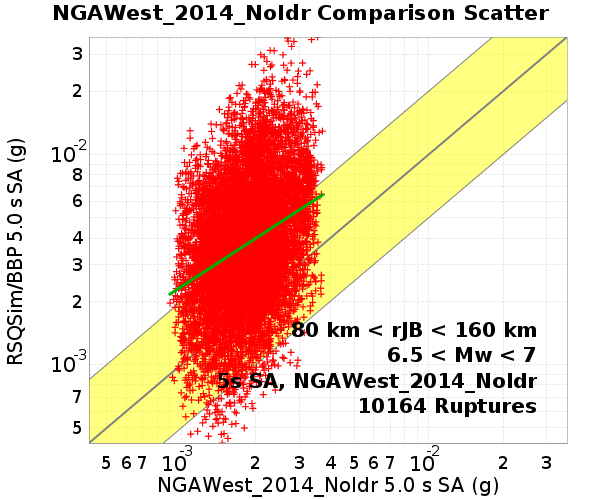 NGAWest_2014_NoIdr Comparison Scatter
RSQSim/BBP 5.0 s SA (g)
3
2
10-2
8
6
4
3
2
10-3
7
5
80 km < rJB < 160 km
6.5 < Mw < 7
5s SA, NGAWest_2014_NoIdr
10164 Ruptures
5 6 7 10-3 2 3 4 5 6 7 10-2 2 3
NGAWest_2014_NoIdr 5.0 s SA (g)